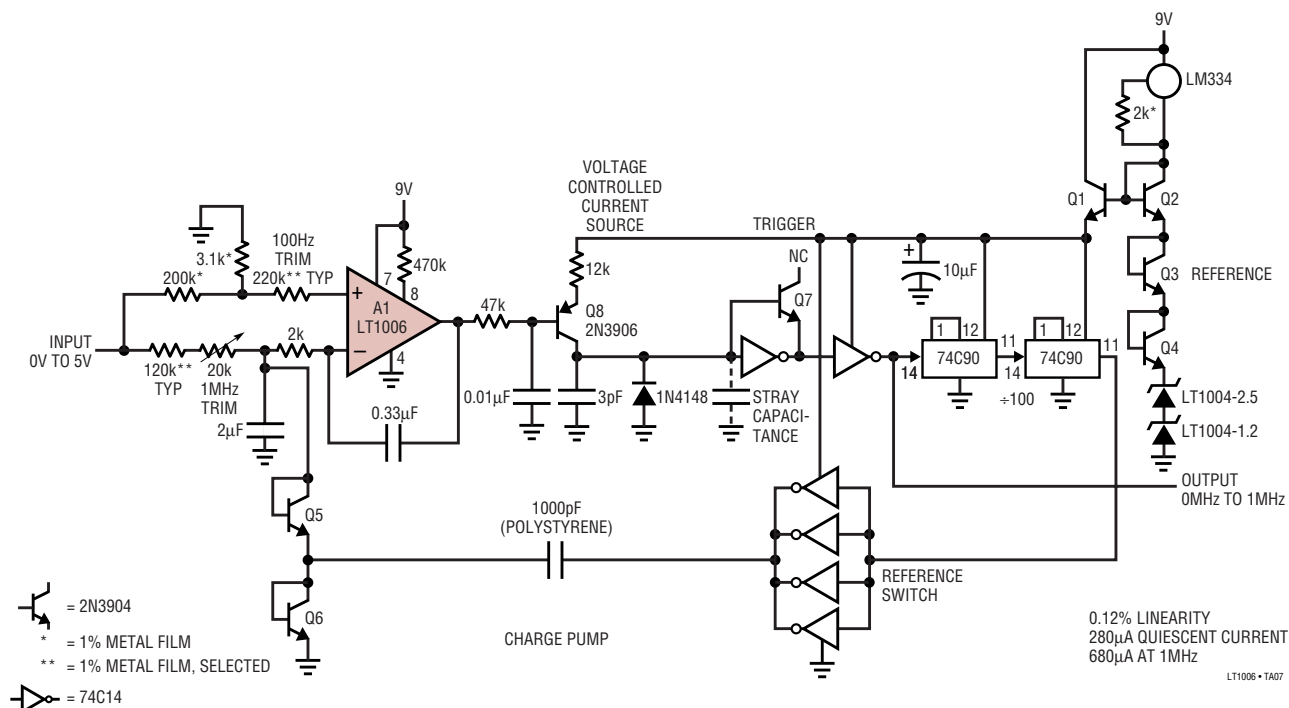 9V
LM334
2k*
VOLTAGE
CONTROLLED
CURRENT
SOURCE
9V
Q1
Q2
TRIGGER
100Hz
TRIM
220k** TYP
3.1k*
200k*
470k
7
8
12k
NC
+
10µF
Q3
REFERENCE
+
A1
LT1006
–
4
47k
Q8
2N3906
Q7
1
12
1
12
Q4
INPUT
0V TO 5V
2k
120k**
TYP
20k
1MHz
TRIM
14
74C90
11
14
74C90
11
÷100
0.01µF
3pF
1N4148
STRAY
CAPACI-
TANCE
LT1004-2.5
LT1004-1.2
2µF
0.33µF
OUTPUT
0MHz TO 1MHz
Q5
1000pF
(POLYSTYRENE)
REFERENCE
SWITCH
Q6
CHARGE PUMP
= 2N3904
* = 1% METAL FILM
** = 1% METAL FILM, SELECTED
= 74C14
0.12% LINEARITY
280µA QUIESCENT CURRENT
680µA AT 1MHz
LT1006 • TA07